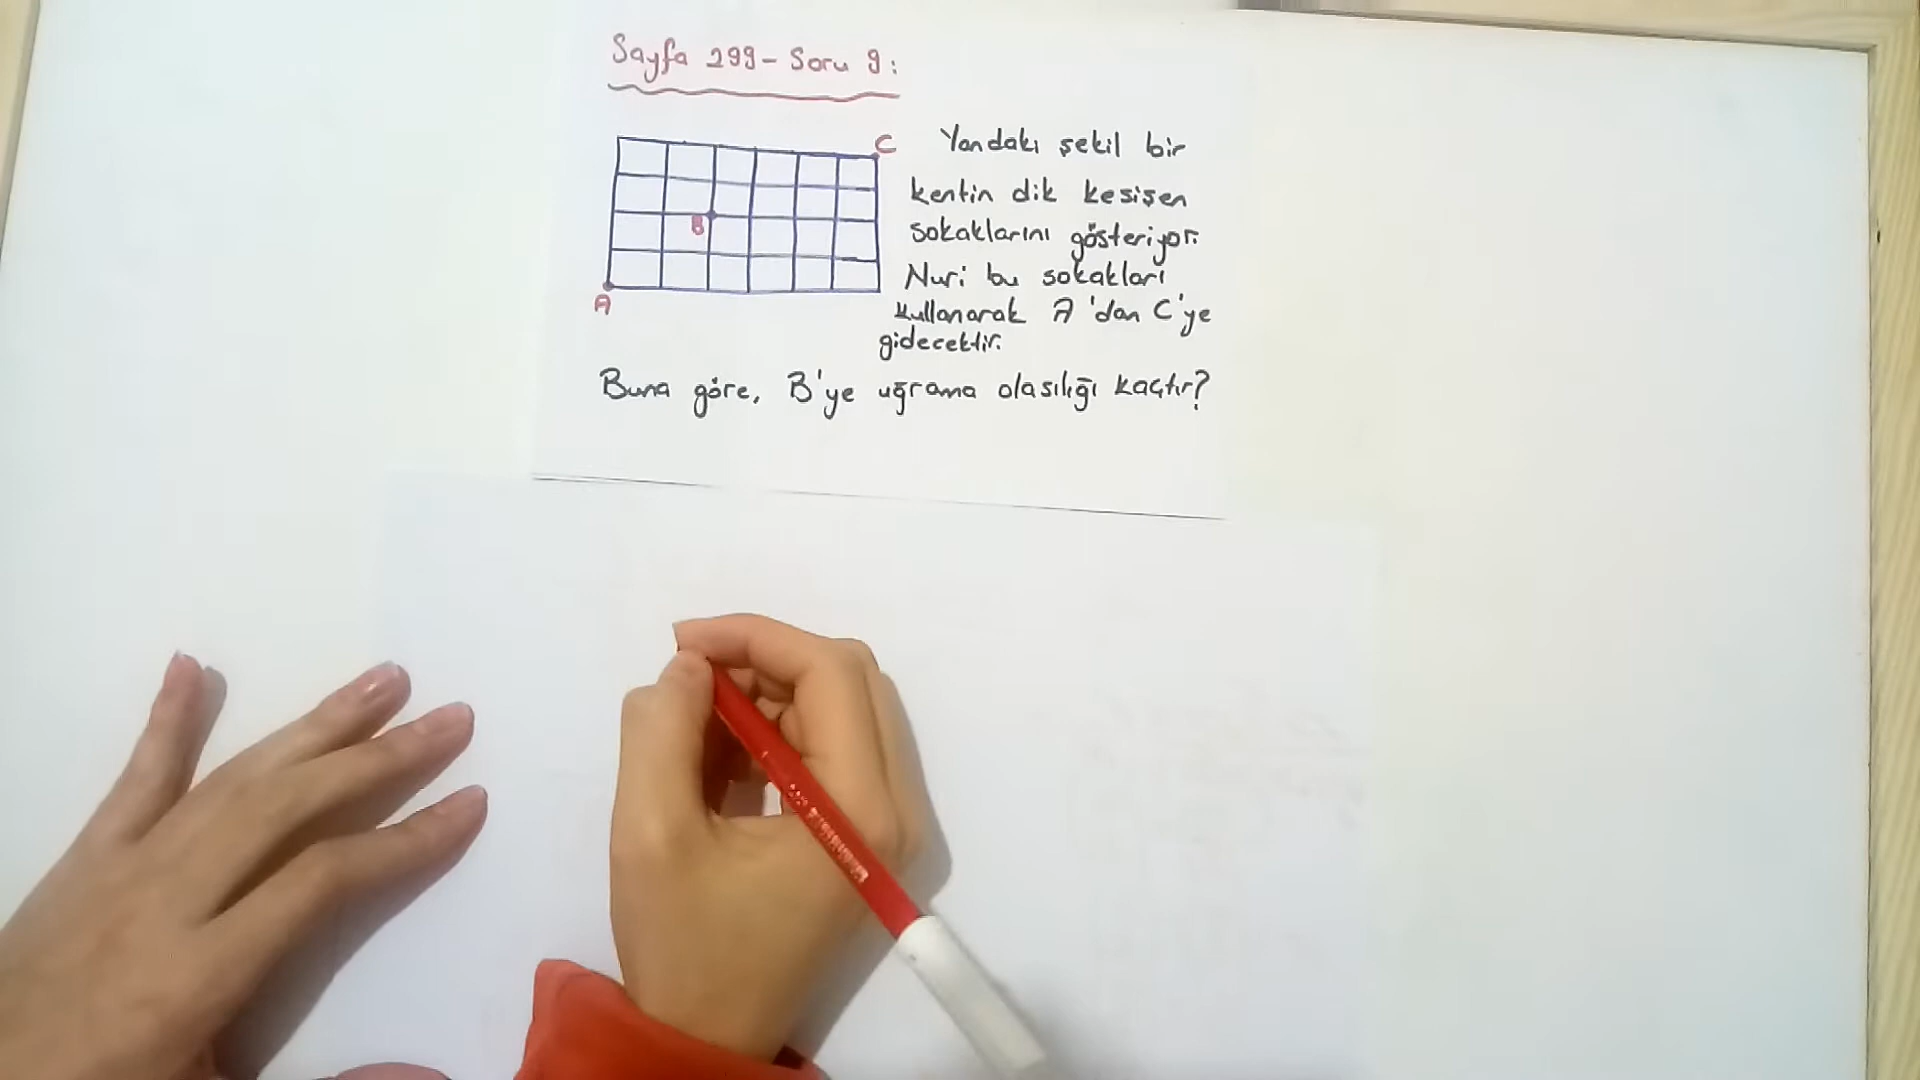 Sayfa 299- Soru 9:
C
Yandaki şekil bir
kentin dik kesişen
B
sokaklarını gösteriyor.
Nuri bu sokakları
A
kullanarak A'dan C'ye
gidecektir.
Buna göre, B'ye uğrama olasılığı kaçtır?